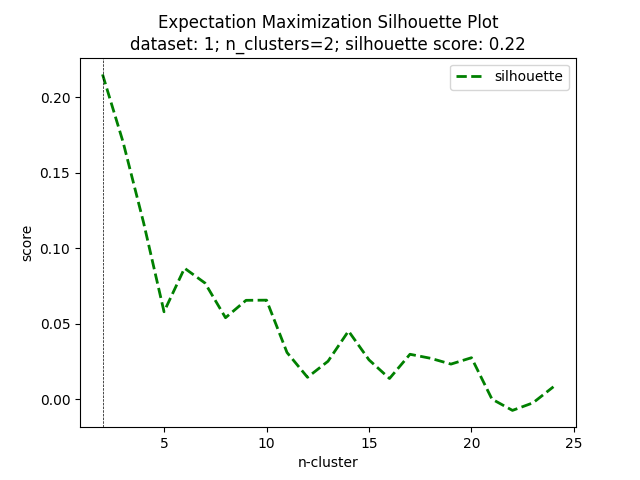 Expectation Maximization Silhouette Plot
dataset: 1; n_clusters=2; silhouette score: 0.22
silhouette
0.20
0.15
0.10
0.05
0.00
score
5 10 15 20 25
n-cluster